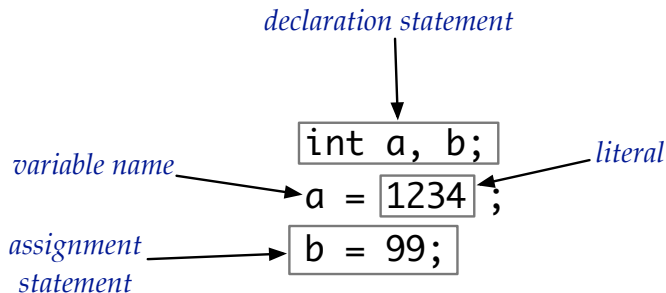 declaration statement
int a, b;
variable name
literal
a = 1234 ;
assignment
statement
b = 99;